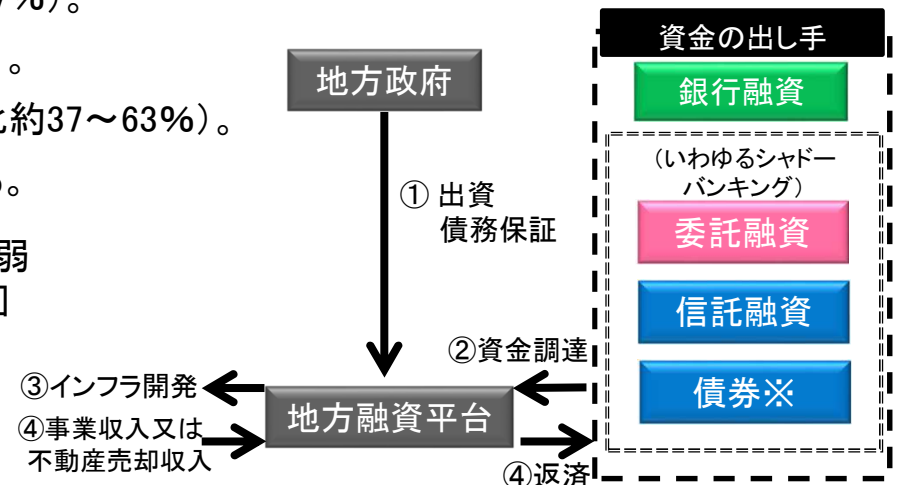 %)。
。
約37～63%)。
。
弱
資金の出し手
地方政府
銀行融資
(いわゆるシャドー
バンキング)
① 出資
債務保証
委託融資
信託融資
②資金調達
債券※
③インフラ開発
地方融資平台
④事業収入又は
不動産売却収入
④返済